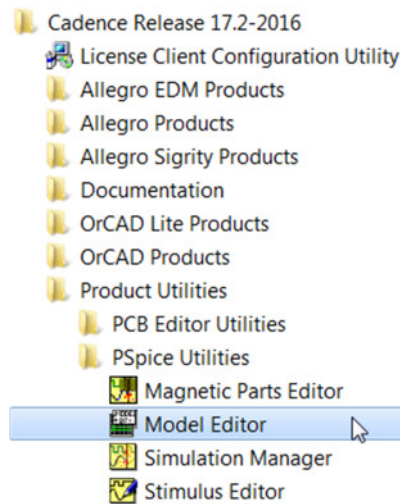 Cadence Release 17.2-2016
License Client Configuration Utility
Allegro EDM Products
Allegro Products
Allegro Sigrity Products
Documentation
OrCAD Lite Products
OrCAD Products
Product Utilities
PCB Editor Utilities
PSpice Utilities
Magnetic Parts Editor
Model Editor
Simulation Manager
Stimulus Editor